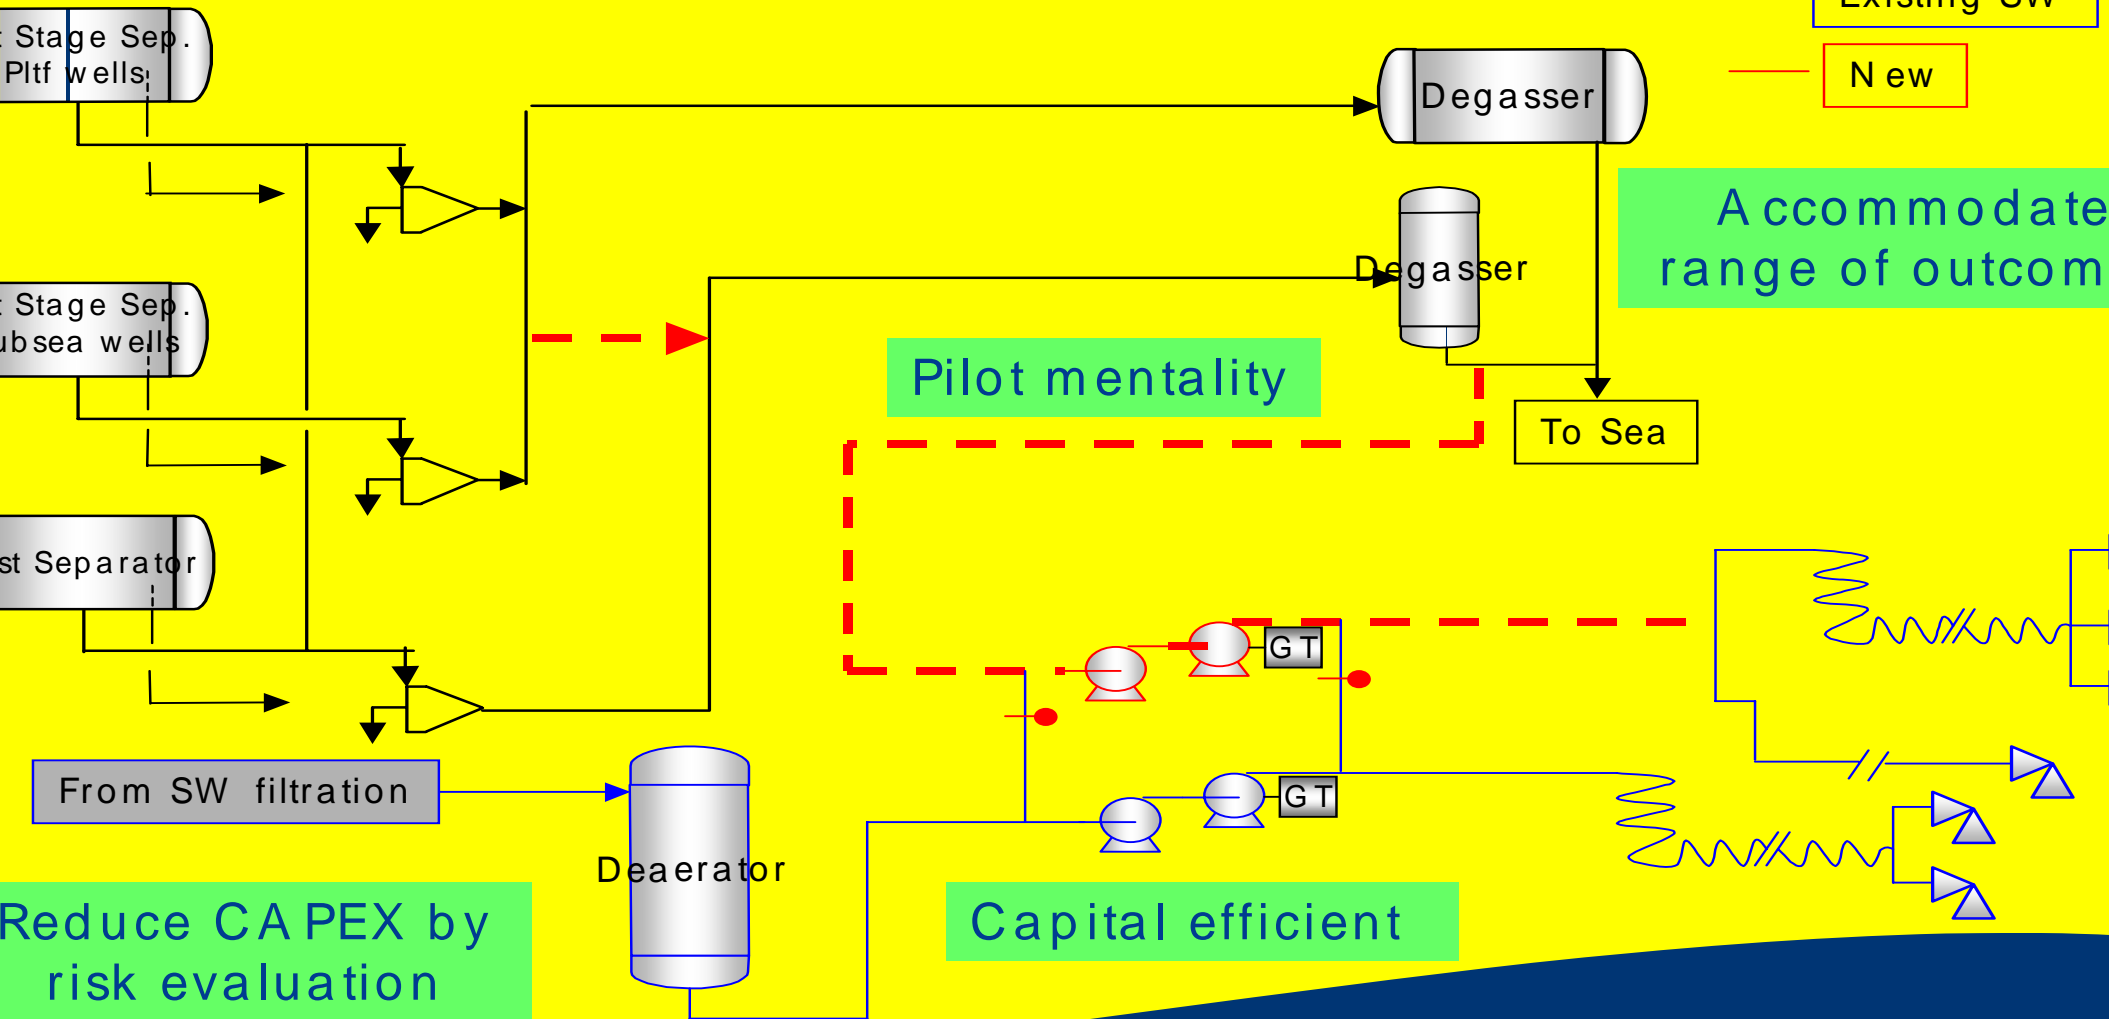 Existing SW
t Stage Sep.
Pltf wells
New
Degasser
Accommodate
range of outcom
Degasser
t Stage Sep.
ubsea wells
Pilot mentality
To Sea
st Separator
GT
From SW filtration
GT
Deaerator
Reduce CAPEX by
risk evaluation
Capital efficient